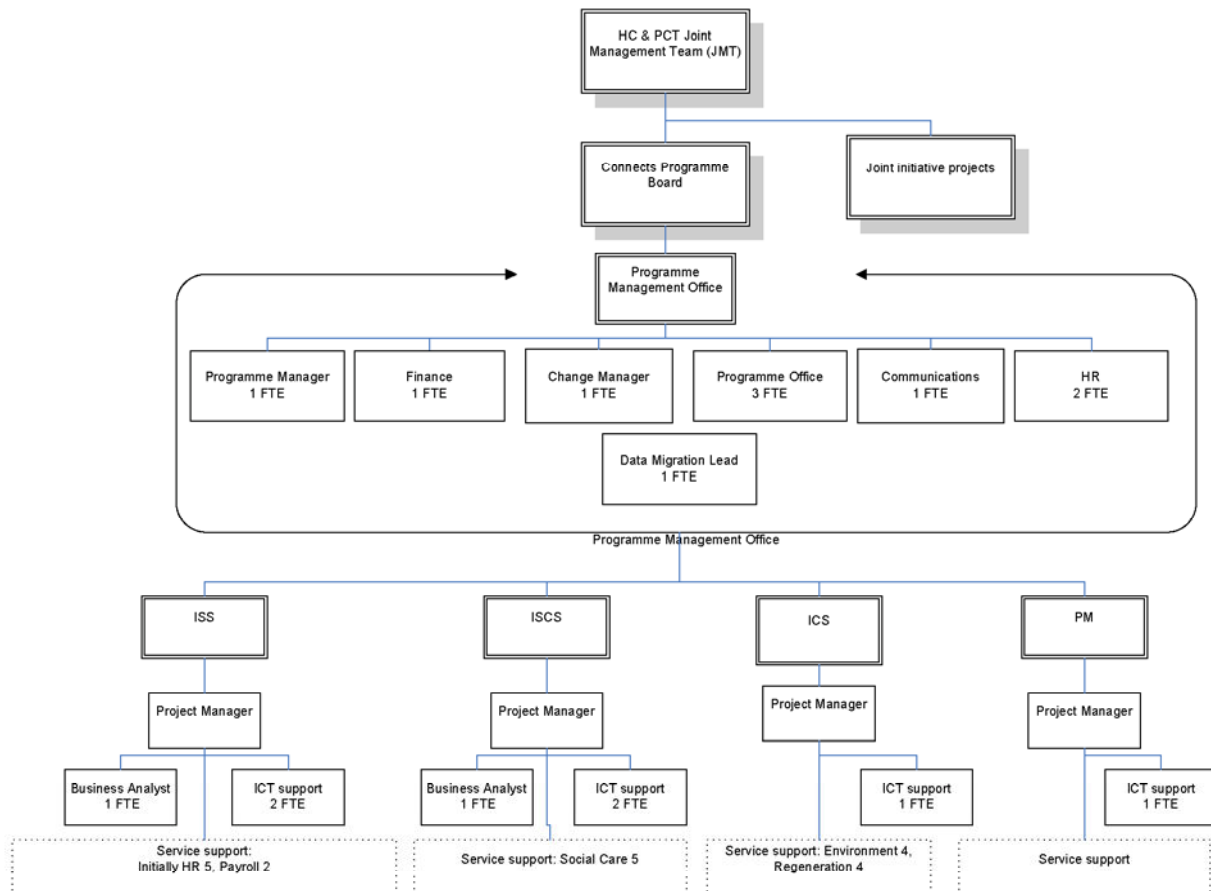 HC & PCT Joint
Management Team (JMT)
Connects Programme
Board
Joint initiative projects
Programme
Management Office
Programme Manager
1 FTE
Finance
1 FTE
Change Manager
1 FTE
Programme Office
3 FTE
Communications
1 FTE
HR
2 FTE
Data Migration Lead
1 FTE
Programme Management Office
ISS
ISCS
ICS
PM
Project Manager
Project Manager
Project Manager
Project Manager
Business Analyst
1 FTE
ICT support
2 FTE
Business Analyst
1 FTE
ICT support
2 FTE
ICT support
1 FTE
ICT support
1 FTE
Service support:
Initially HR 5, Payroll 2
Service support: Social Care 5
Service support: Environment 4,
Regeneration 4
Service support